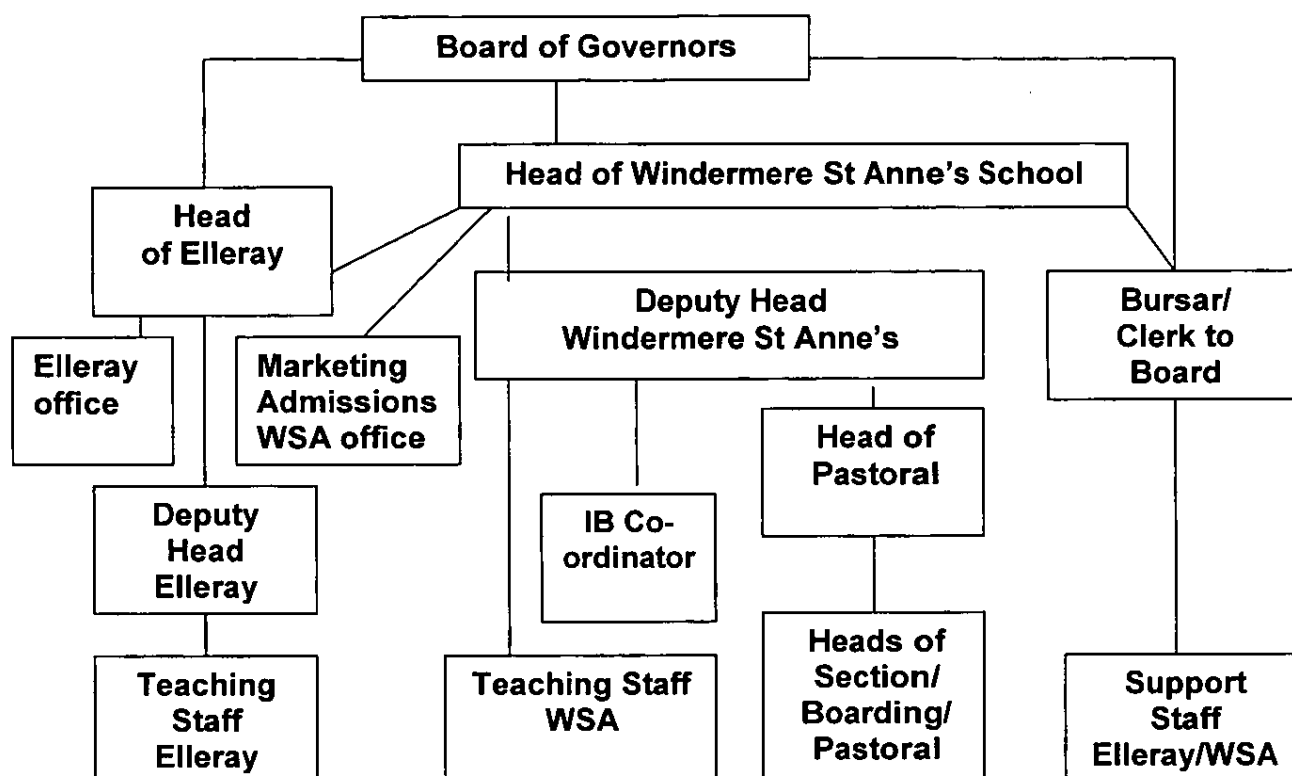 Board of Governors
Head of Windermere St Anne's School
Head
of Elleray
Deputy Head
Windermere St Anne's
Bursar/
Clerk to
Board
Elleray
office
Marketing
Admissions
WSA office
Head of
Pastoral
Deputy
Head
Elleray
IB Co-
ordinator
Teaching
Staff
Elleray
Teaching Staff
WSA
Heads of
Section/
Boarding/
Pastoral
Support
Staff
Elleray/WSA